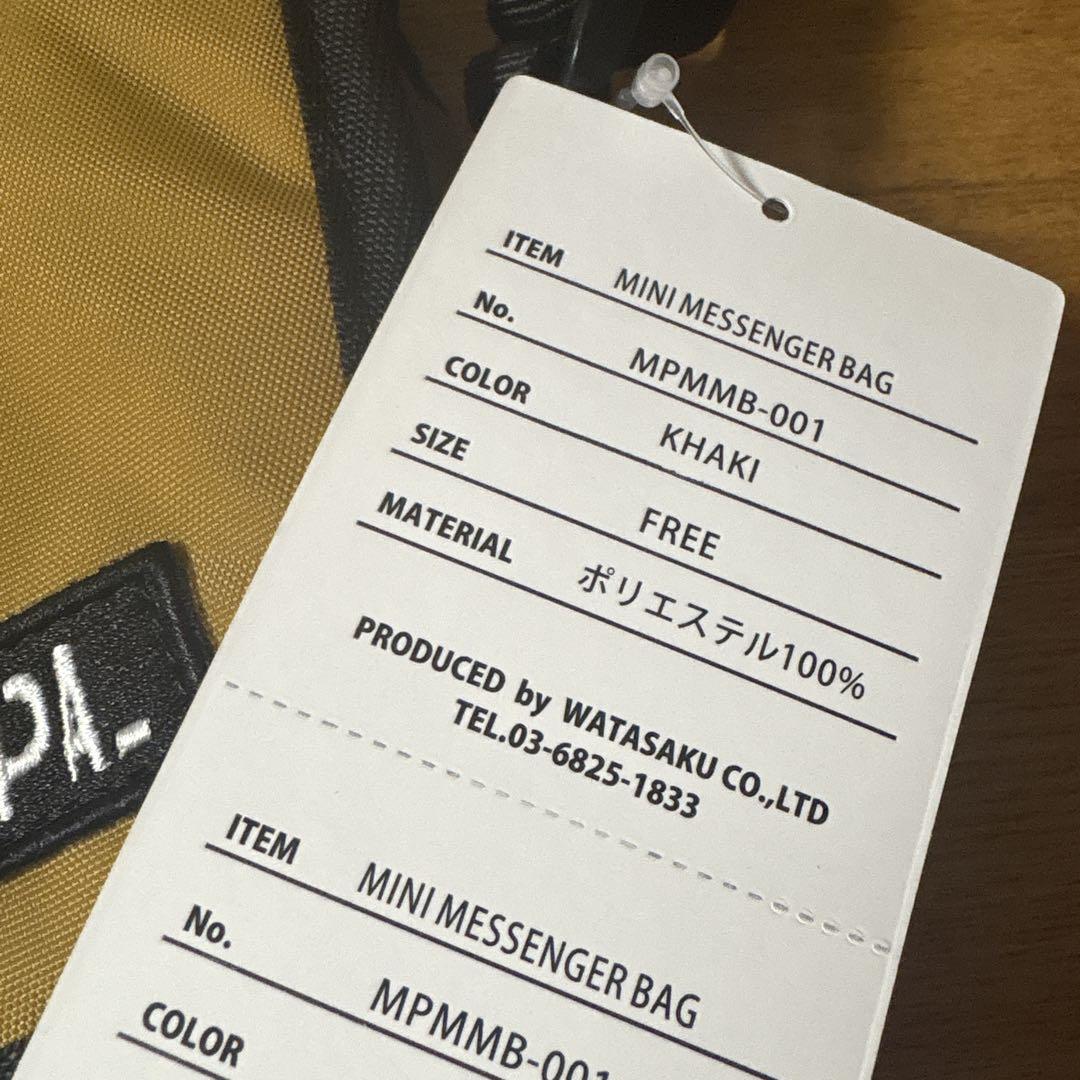 ITEM MINI MESSENGER BAG
No. MPMMB-001
COLOR KHAKI
SIZE FREE
MATERIAL ポリエステル100%
PRODUCED by WATASAKU CO.,LTD
TEL.03-6825-1833
ITEM MINI MESSENGER BAG
No. MPMMB-001
COLOR
PA_